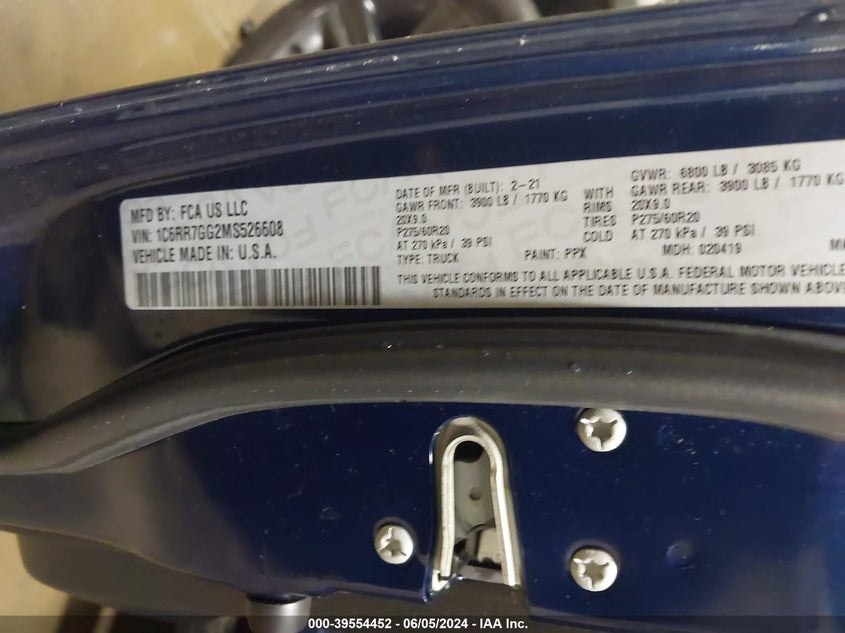 MFD BY: FCA US LLC
VIN: 1C6RR7GG2MS526608
VEHICLE MADE IN U.S.A.
DATE OF MFR (BUILT): 2-21
GAWR FRONT: 3900 LB / 1770 KG WITH
20X9.0 RIMS
P275/60R20 TIRES
AT 270 kPa / 39 PSI COLD
TYPE: TRUCK PAINT: PPX MDH: 020419
GVWR: 6800 LB / 3085 KG
GAWR REAR: 3900 LB / 1770 KG
20X9.0
P275/60R20
AT 270 kPa / 39 PSI
THIS VEHICLE CONFORMS TO ALL APPLICABLE U.S.A. FEDERAL MOTOR VEHICLE
STANDARDS IN EFFECT ON THE DATE OF MANUFACTURE SHOWN ABOVE
000-39554452 - 06/05/2024 - IAA Inc.